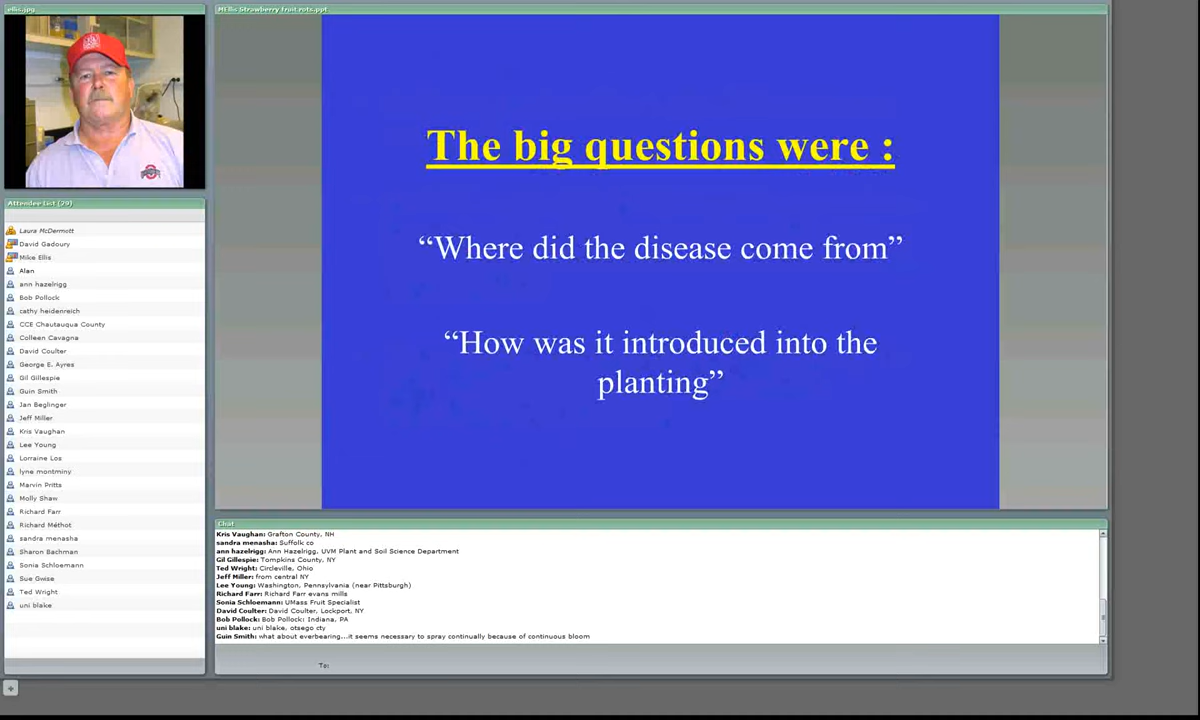 ellis.jpg
MEllis Strawberry fruit rots.ppt
The big questions were :
“Where did the disease come from”
“How was it introduced into the
planting”
Attendee List (29)
Laura McDermott
David Gadoury
Mike Ellis
Alan
ann hazelrigg
Bob Pollock
cathy heidenreich
CCE Chautauqua County
Colleen Cavagna
David Coulter
George E. Ayres
Gil Gillespie
Guin Smith
Jan Beglinger
Jeff Miller
Kris Vaughan
Lee Young
Lorraine Los
lyne montminy
Marvin Pritts
Molly Shaw
Richard Farr
Richard Méthot
sandra menasha
Sharon Bachman
Sonia Schloemann
Sue Gwise
Ted Wright
uni blake
Chat
Kris Vaughan: Grafton County, NH
sandra menasha: Suffolk co
ann hazelrigg: Ann Hazelrigg, UVM Plant and Soil Science Department
Gil Gillespie: Tompkins County, NY
Ted Wright: Circleville, Ohio
Jeff Miller: from central NY
Lee Young: Washington, Pennsylvania (near Pittsburgh)
Richard Farr: Richard Farr evans mills
Sonia Schloemann: UMass Fruit Specialist
David Coulter: David Coulter, Lockport, NY
Bob Pollock: Bob Pollock: Indiana, PA
uni blake: uni blake, otsego cty
Guin Smith: what about everbearing...it seems necessary to spray continually because of continuous bloom
To: